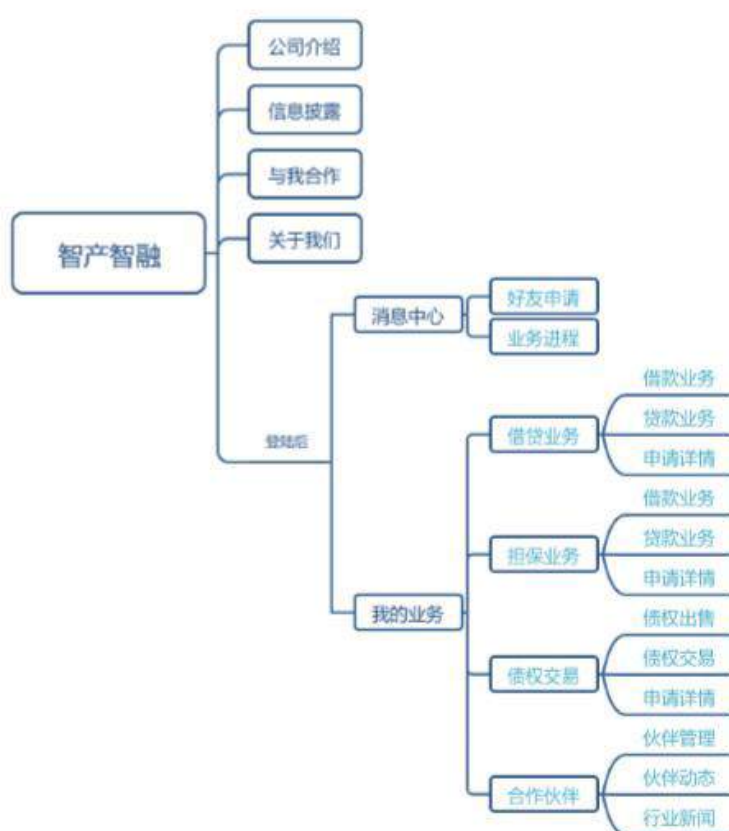 智产智融
公司介绍
信息披露
与我合作
关于我们
登陆后
消息中心
好友申请
业务进程
我的业务
借贷业务
借款业务
贷款业务
申请详情
担保业务
借款业务
贷款业务
申请详情
债权交易
债权出售
债权交易
申请详情
合作伙伴
伙伴管理
伙伴动态
行业新闻